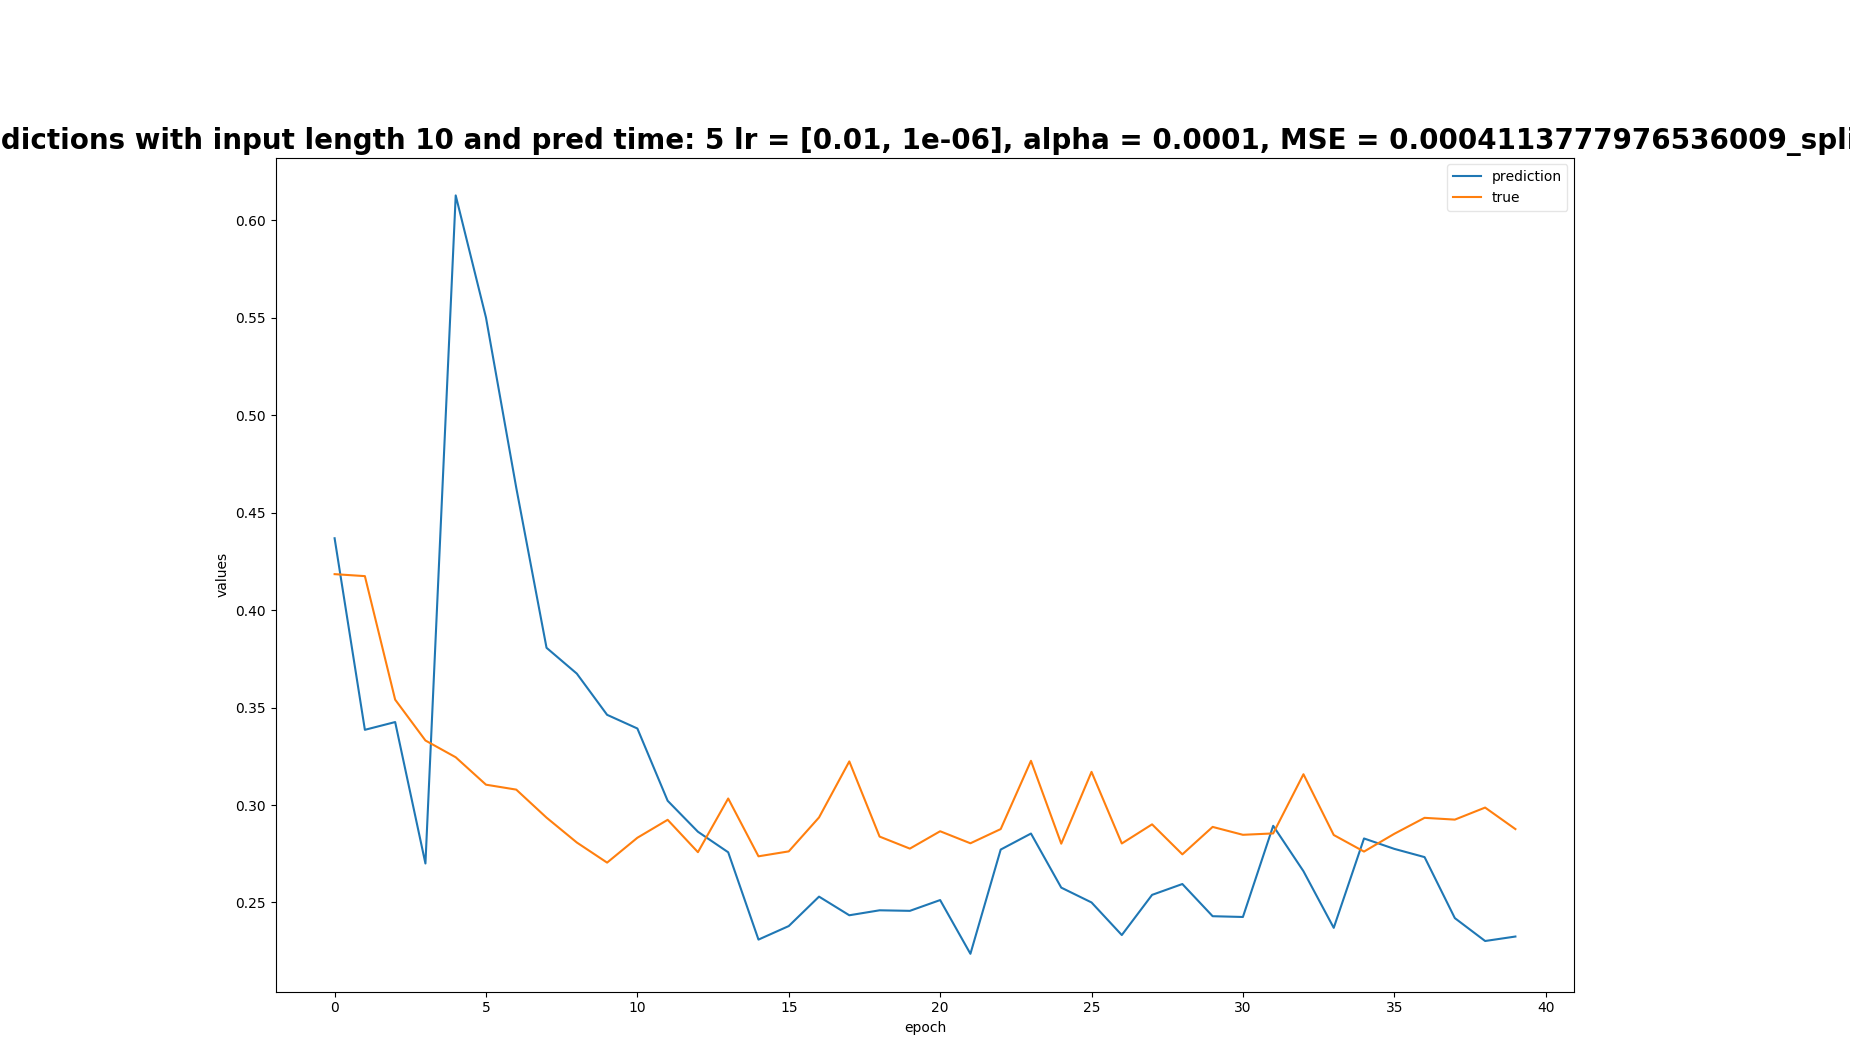 dictions with input length 10 and pred time: 5 lr = [0.01, 1e-06], alpha = 0.0001, MSE = 0.0004113777976536009_spli
prediction
true
0.60
0.55
0.50
0.45
0.40
0.35
0.30
0.25
values
0 5 10 15 20 25 30 35 40
epoch